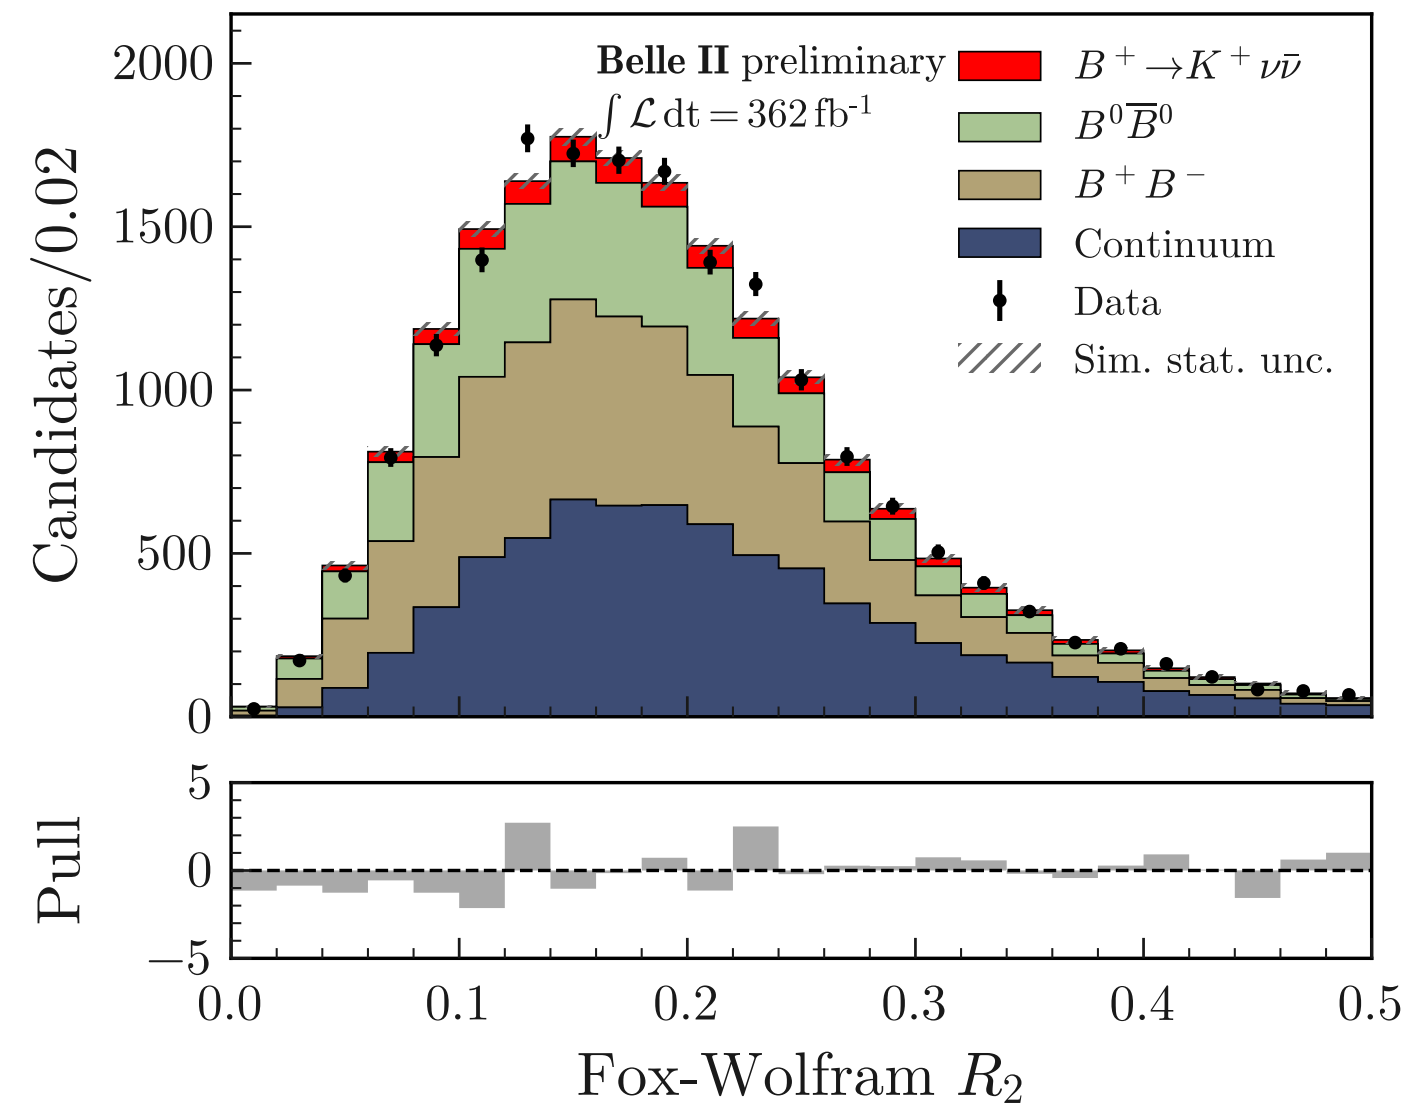 2000
1500
1000
500
0
Candidates/0.02
Belle II preliminary
∫ℒdt = 362 fb⁻¹
B⁺→K⁺νν̄
B⁰B̄⁰
B⁺B⁻
Continuum
Data
Sim. stat. unc.
5
0
−5
Pull
0.0 0.1 0.2 0.3 0.4 0.5
Fox-Wolfram R₂